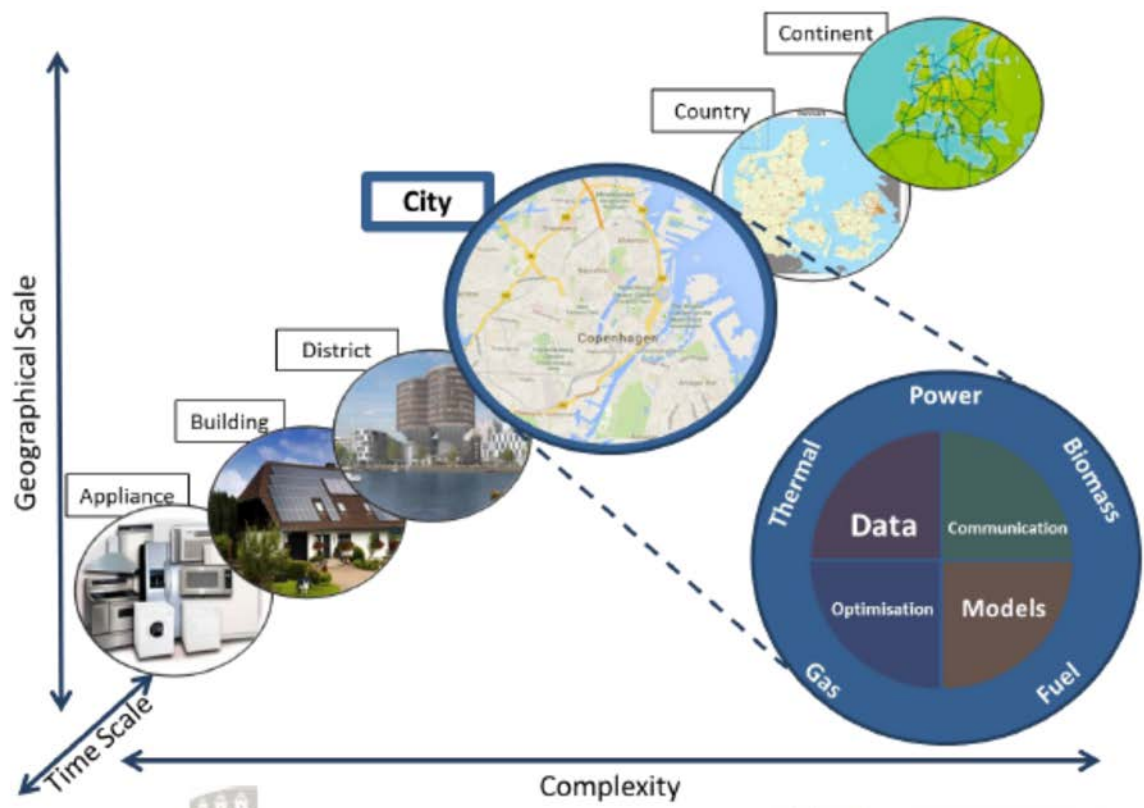 Continent
Country
City
Copenhagen
District
Building
Appliance
Geographical Scale
Time Scale
Complexity
Power
Thermal
Biomass
Data
Communication
Optimisation
Models
Gas
Fuel